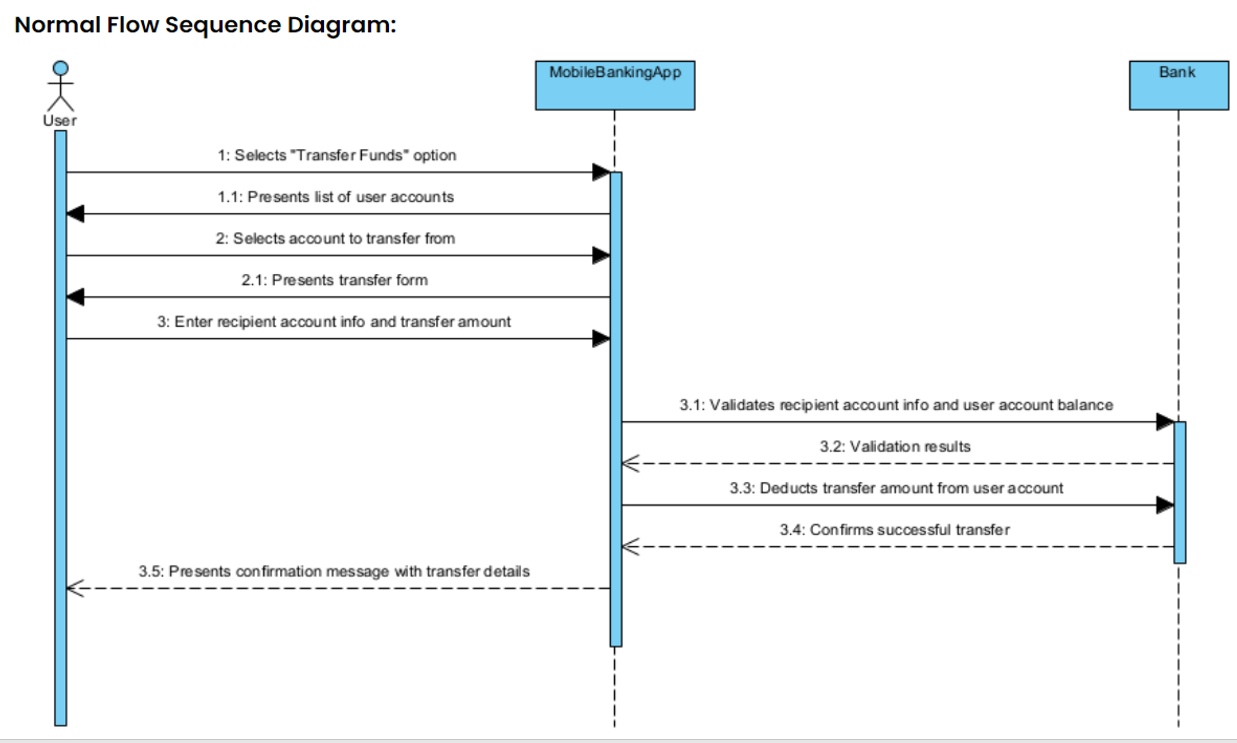 Normal Flow Sequence Diagram:
MobileBankingApp
Bank
User
1: Selects "Transfer Funds" option
1.1: Presents list of user accounts
2: Selects account to transfer from
2.1: Presents transfer form
3: Enter recipient account info and transfer amount
3.1: Validates recipient account info and user account balance
3.2: Validation results
3.3: Deducts transfer amount from user account
3.4: Confirms successful transfer
3.5: Presents confirmation message with transfer details